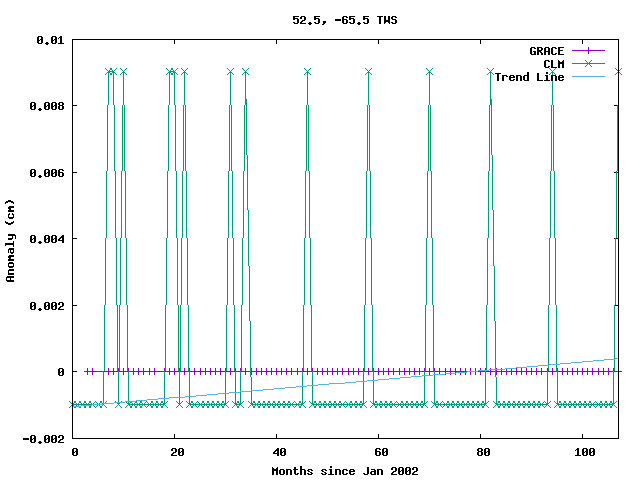 52.5, -65.5 TWS
0.01
GRACE
CLM
Trend Line
0.008
0.006
0.004
0.002
0
-0.002
Anomaly (cm)
0 20 40 60 80 100
Months since Jan 2002